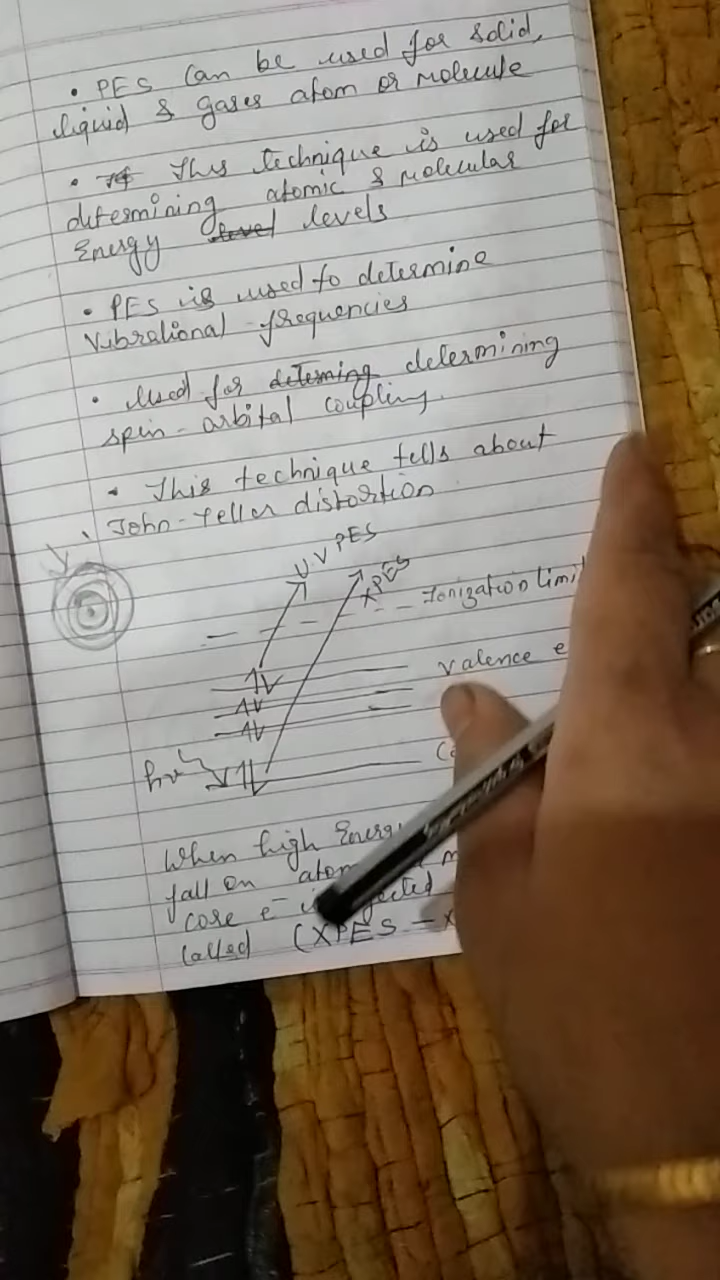 • PES can be used for solid,
liquid & gases atom or molecule
• This technique is used for
determining atomic & molecular
Energy level levels
• PES is used to determine
vibrational frequencies
• Used for determing determining
spin-orbital coupling.
• This technique tells about
John-Teller distortion
UVPES
XPES
Ionization limit
Valence e
hν
When high Energy
fall on atom
core e⁻ is ejected
called (XPES - X